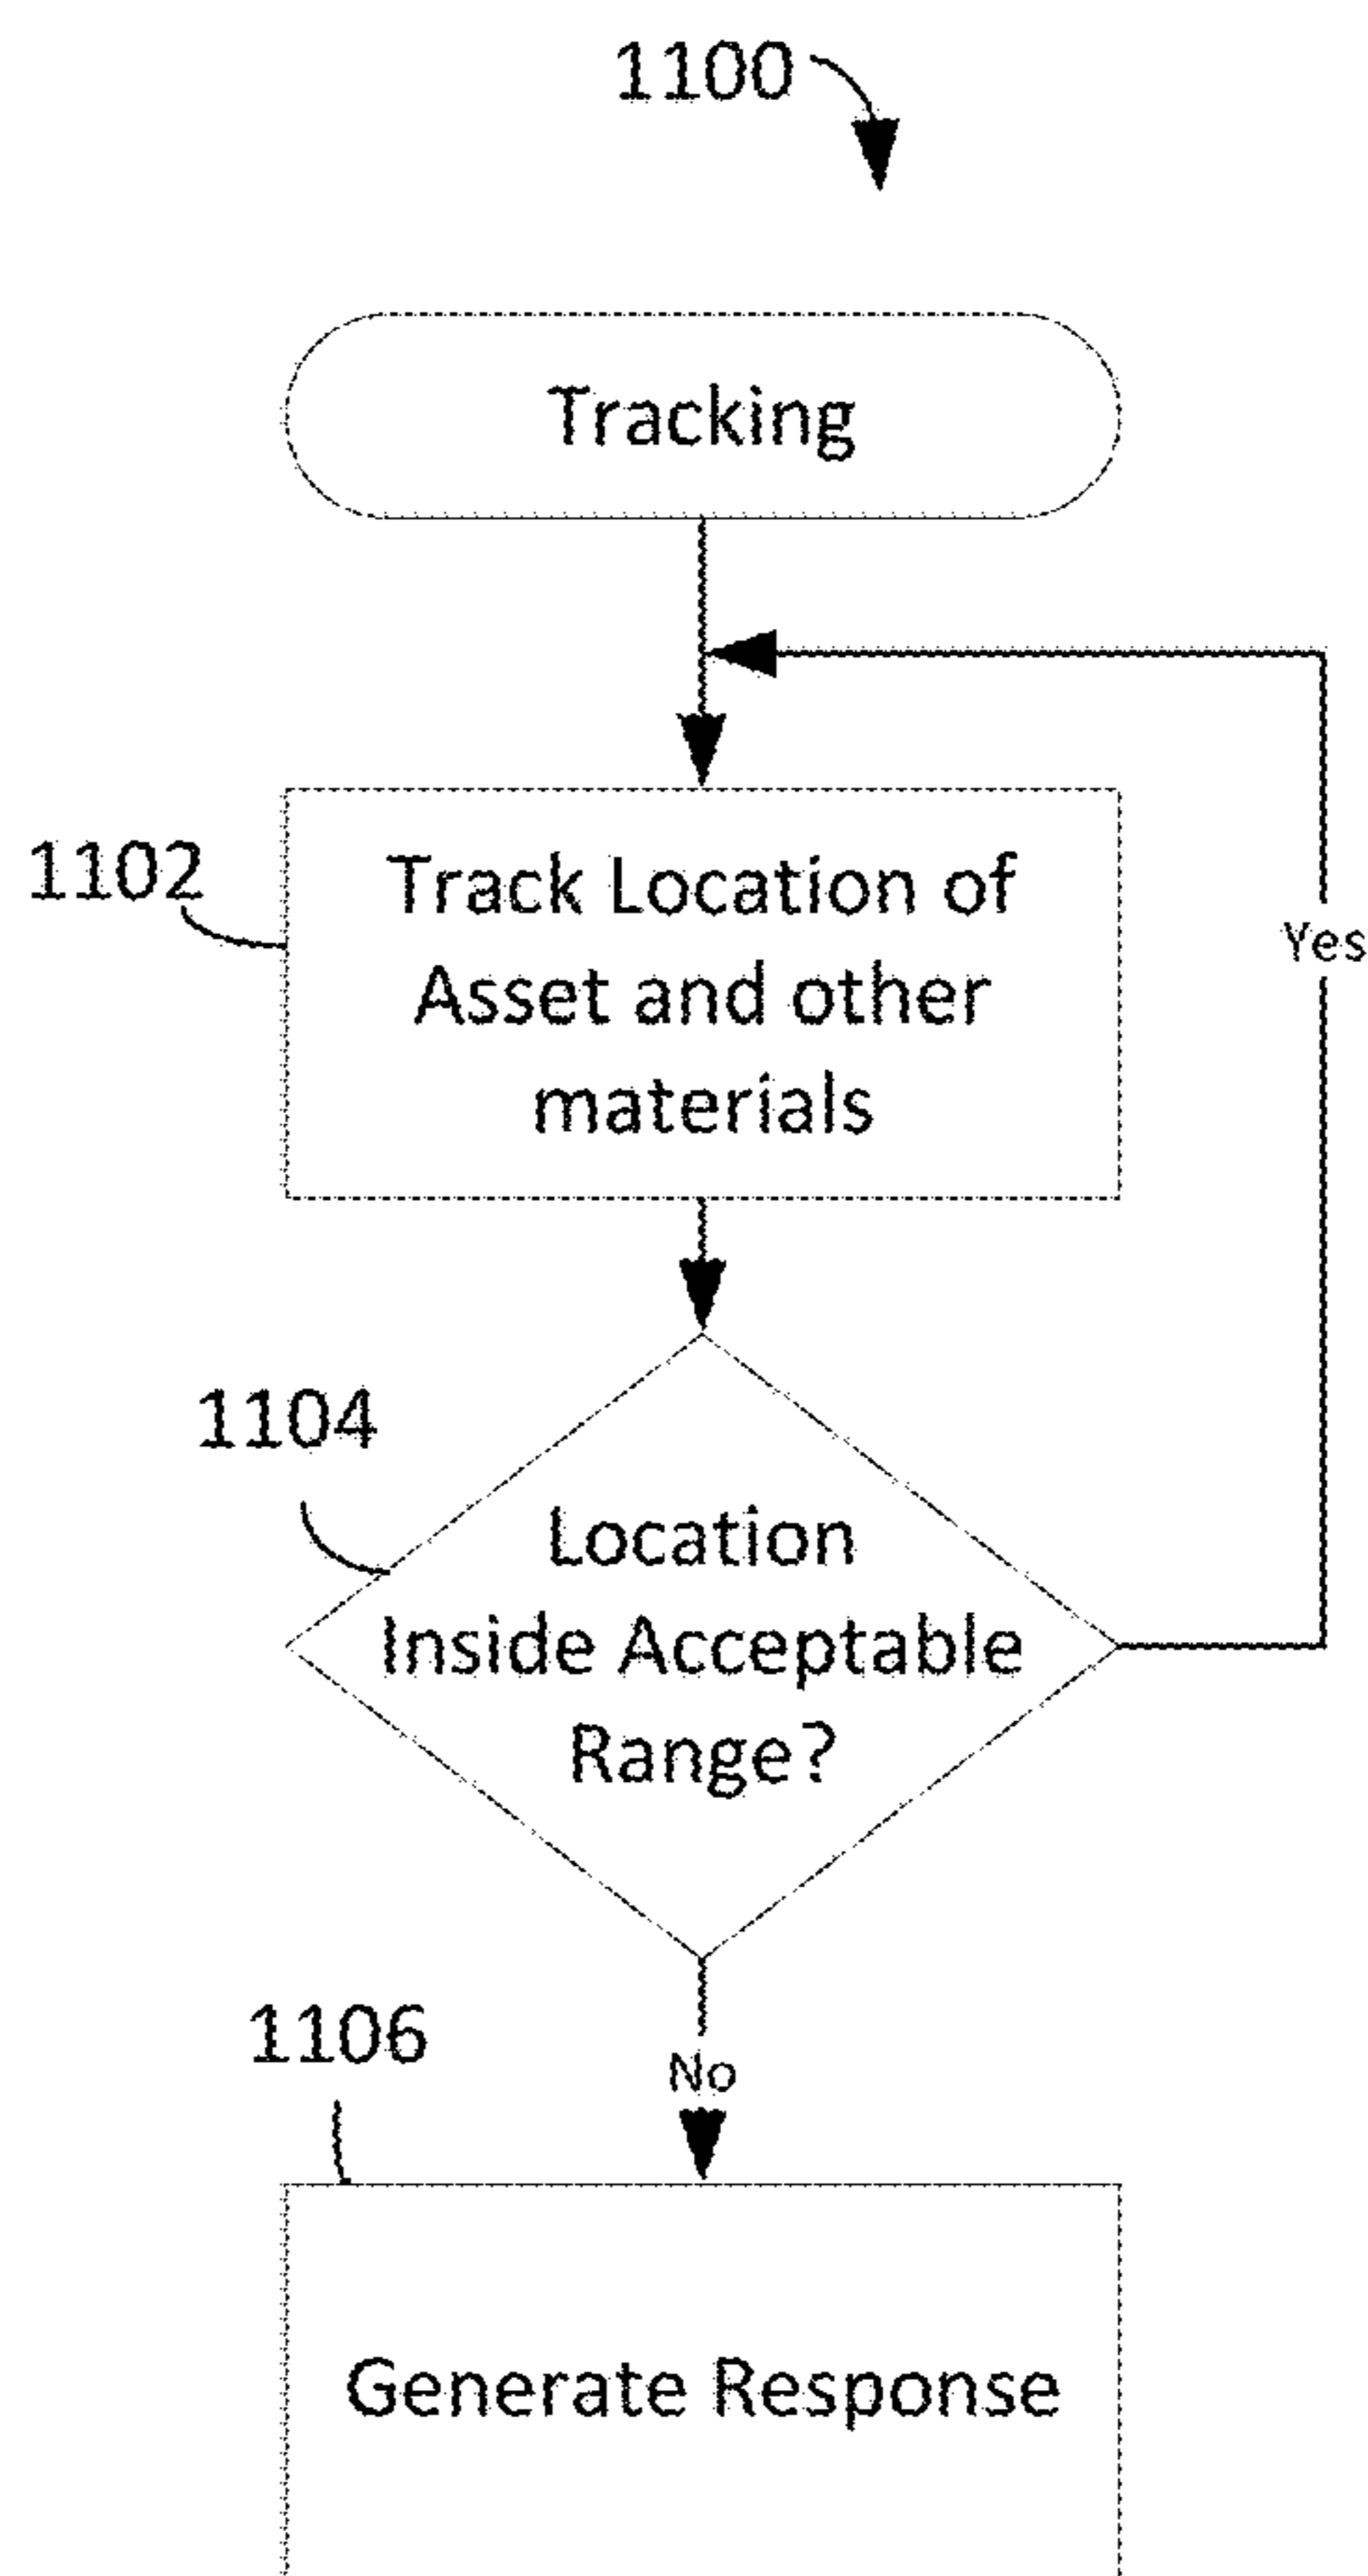 1100
Tracking
1102
Track Location of
Asset and other
materials
Yes
1104
Location
Inside Acceptable
Range?
No
1106
Generate Response